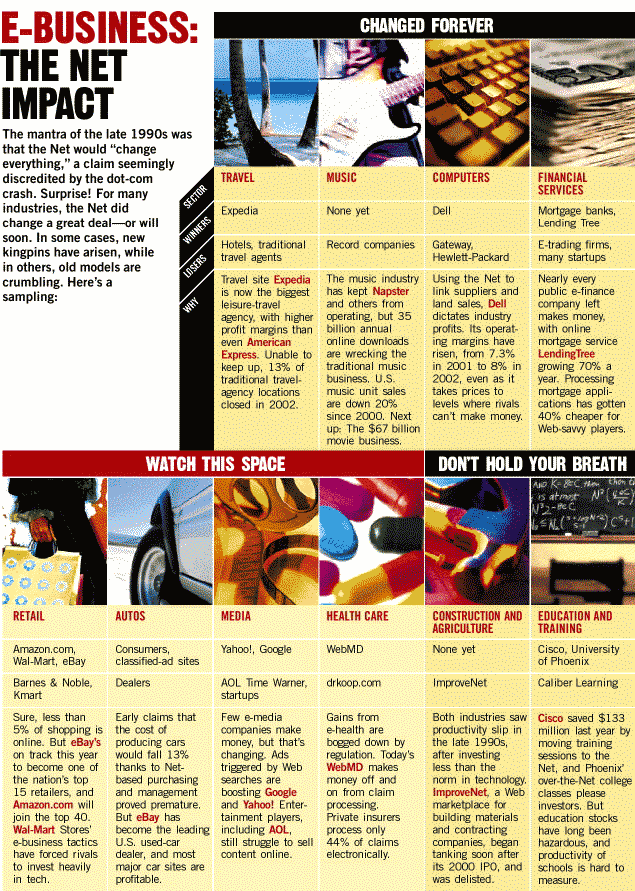 E-BUSINESS:
THE NET
IMPACT
The mantra of the late 1990s was
that the Net would "change
everything," a claim seemingly
discredited by the dot-com
crash. Surprise! For many
industries, the Net did
change a great deal—or will
soon. In some cases, new
kingpins have arisen, while
in others, old models are
crumbling. Here's a
sampling:
CHANGED FOREVER
SECTOR
WINNERS
LOSERS
WHY
TRAVEL
Expedia
Hotels, traditional
travel agents
Travel site Expedia
is now the biggest
leisure-travel
agency, with higher
profit margins than
even American
Express. Unable to
keep up, 13% of
traditional travel-
agency locations
closed in 2002.
MUSIC
None yet
Record companies
The music industry
has kept Napster
and others from
operating, but 35
billion annual
online downloads
are wrecking the
traditional music
business. U.S.
music unit sales
are down 20%
since 2000. Next
up: The $67 billion
movie business.
COMPUTERS
Dell
Gateway,
Hewlett-Packard
Using the Net to
link suppliers and
land sales, Dell
dictates industry
profits. Its operat-
ing margins have
risen, from 7.3%
in 2001 to 8% in
2002, even as it
takes prices to
levels where rivals
can't make money.
FINANCIAL
SERVICES
Mortgage banks,
Lending Tree
E-trading firms,
many startups
Nearly every
public e-finance
company left
makes money,
with online
mortgage service
LendingTree
growing 70% a
year. Processing
mortgage appli-
cations has gotten
40% cheaper for
Web-savvy players.
WATCH THIS SPACE
RETAIL
Amazon.com,
Wal-Mart, eBay
Barnes & Noble,
Kmart
Sure, less than
5% of shopping is
online. But eBay's
on track this year
to become one of
the nation's top
15 retailers, and
Amazon.com will
join the top 40.
Wal-Mart Stores'
e-business tactics
have forced rivals
to invest heavily
in tech.
AUTOS
Consumers,
classified-ad sites
Dealers
Early claims that
the cost of
producing cars
would fall 13%
thanks to Net-
based purchasing
and management
proved premature.
But eBay has
become the leading
U.S. used-car
dealer, and most
major car sites are
profitable.
MEDIA
Yahoo!, Google
AOL Time Warner,
startups
Few e-media
companies make
money, but that's
changing. Ads
triggered by Web
searches are
boosting Google
and Yahoo! Enter-
tainment players,
including AOL,
still struggle to sell
content online.
HEALTH CARE
WebMD
drkoop.com
Gains from
e-health are
bogged down by
regulation. Today's
WebMD makes
money off and
on from claim
processing.
Private insurers
process only
44% of claims
electronically.
DON'T HOLD YOUR BREATH
CONSTRUCTION AND
AGRICULTURE
None yet
ImproveNet
Both industries saw
productivity slip in
the late 1990s,
after investing
less than the
norm in technology.
ImproveNet, a Web
marketplace for
building materials
and contracting
companies, began
tanking soon after
its 2000 IPO, and
was delisted.
EDUCATION AND
TRAINING
Cisco, University
of Phoenix
Caliber Learning
Cisco saved $133
million last year by
moving training
sessions to the
Net, and Phoenix'
over-the-Net college
classes please
investors. But
education stocks
have long been
hazardous, and
productivity of
schools is hard to
measure.